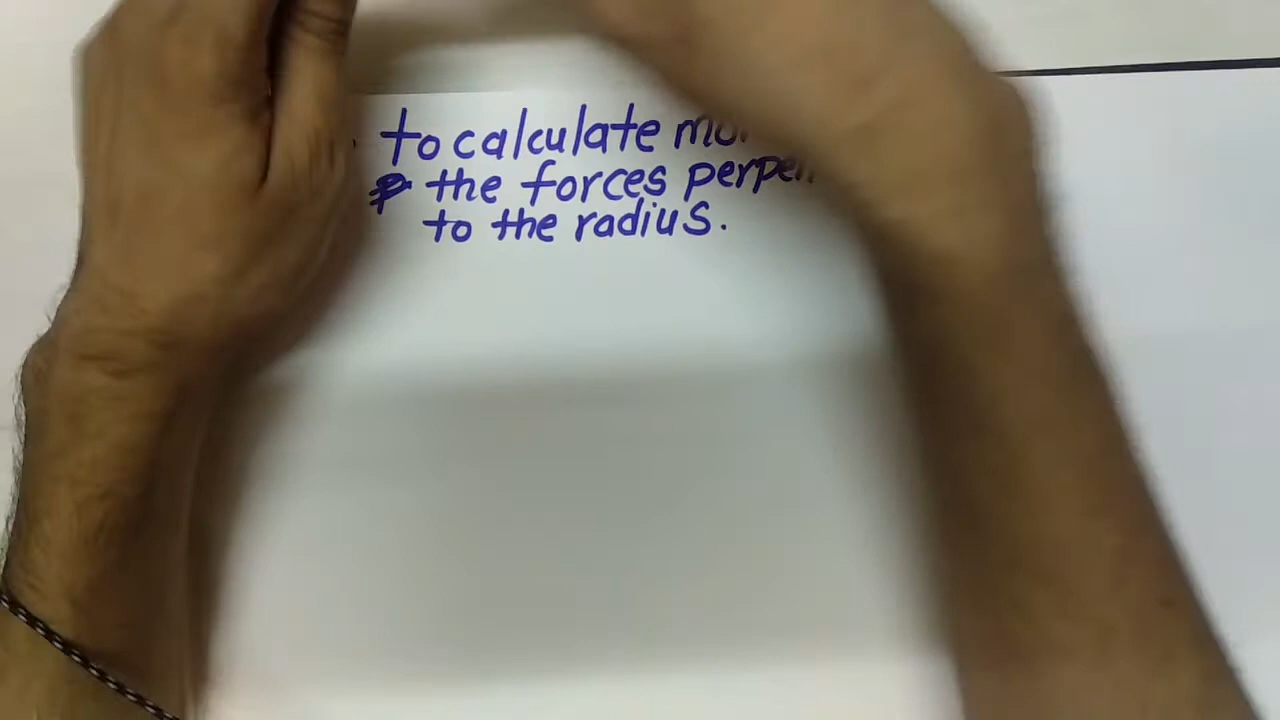 to calculate
the forces
to the radius.